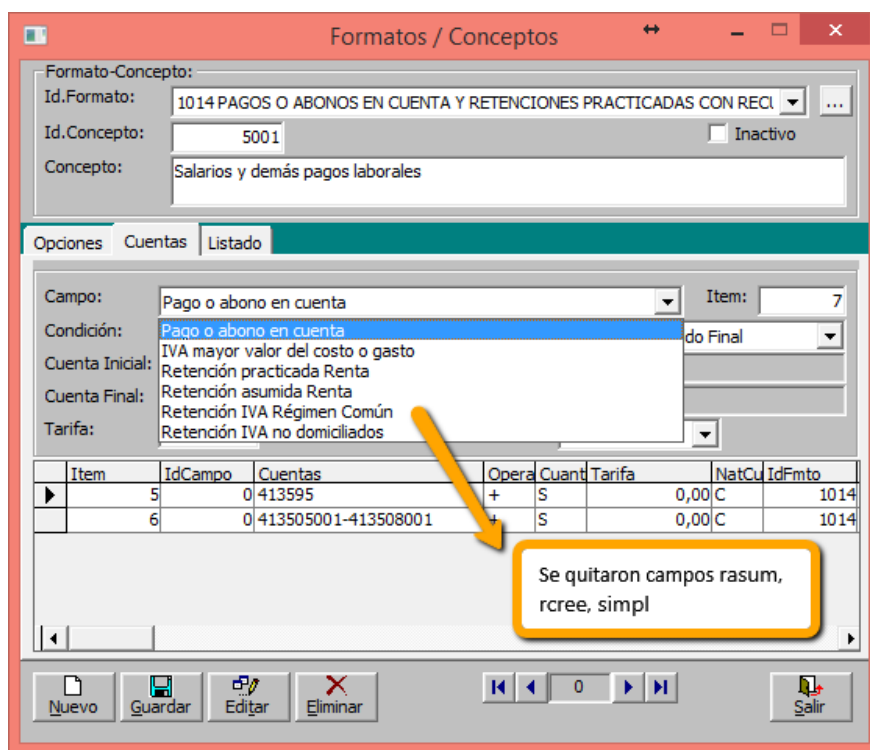 Formatos / Conceptos
Formato-Concepto:
Id.Formato:
1014 PAGOS O ABONOS EN CUENTA Y RETENCIONES PRACTICADAS CON RECU
...
Id.Concepto:
5001
Inactivo
Concepto:
Salarios y demás pagos laborales
Opciones Cuentas Listado
Campo:
Pago o abono en cuenta
Item:
7
Condición:
Pago o abono en cuenta
do Final
IVA mayor valor del costo o gasto
Cuenta Inicial:
Retención practicada Renta
Cuenta Final:
Retención asumida Renta
Retención IVA Régimen Común
Tarifa:
Retención IVA no domiciliados
Item IdCampo Cuentas Opera Cuant Tarifa NatCu IdFmto
5 0 413595 + S 0,00 C 1014
6 0 413505001-413508001 + S 0,00 C 1014
Se quitaron campos rasum,
rcree, simpl
Nuevo Guardar Editar Eliminar 0 Salir